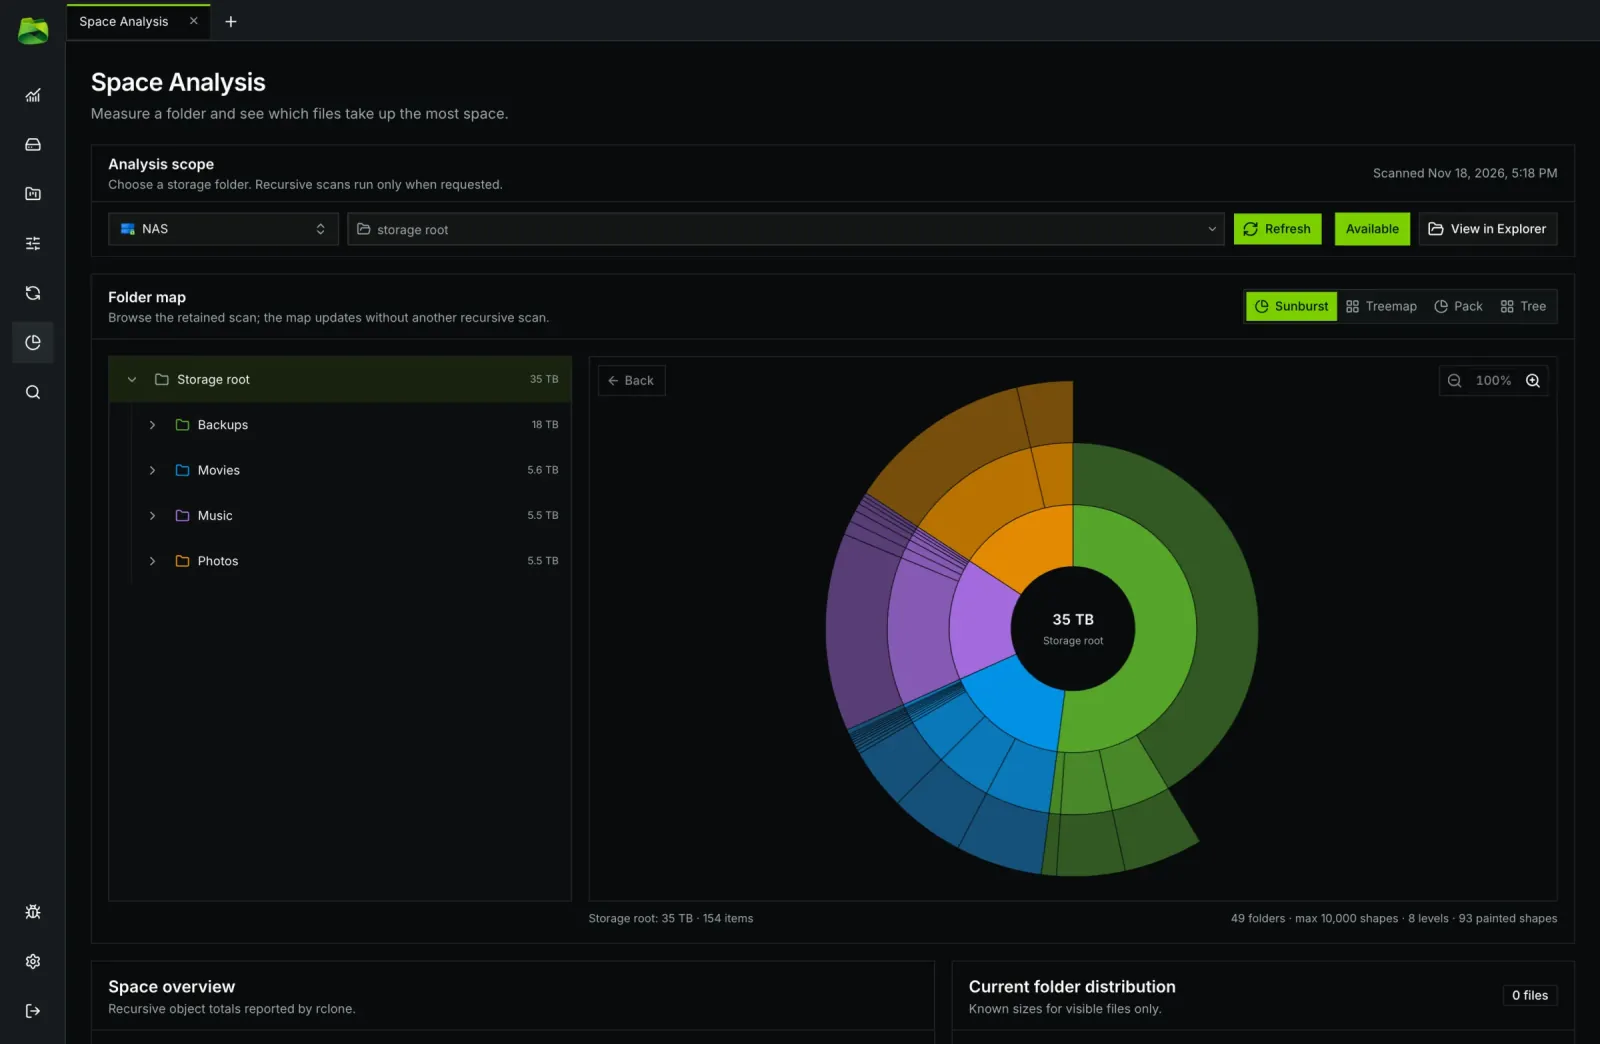 Space Analysis
Space Analysis
Measure a folder and see which files take up the most space.
Analysis scope
Choose a storage folder. Recursive scans run only when requested.
Scanned Nov 18, 2026, 5:18 PM
NAS
storage root
Refresh
Available
View in Explorer
Folder map
Browse the retained scan; the map updates without another recursive scan.
Sunburst
Treemap
Pack
Tree
Storage root 35 TB
Backups 18 TB
Movies 5.6 TB
Music 5.5 TB
Photos 5.5 TB
Back
100%
35 TB
Storage root
Storage root: 35 TB · 154 items
49 folders · max 10,000 shapes · 8 levels · 93 painted shapes
Space overview
Recursive object totals reported by rclone.
Current folder distribution
Known sizes for visible files only.
0 files